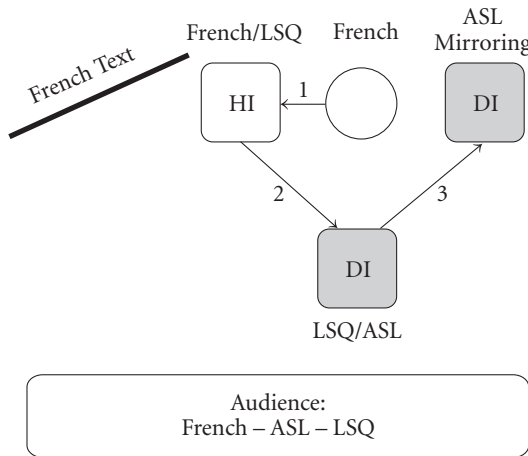 French Text
French/LSQ
French
ASL
Mirroring
HI
1
DI
2
3
DI
LSQ/ASL
Audience:
French – ASL – LSQ